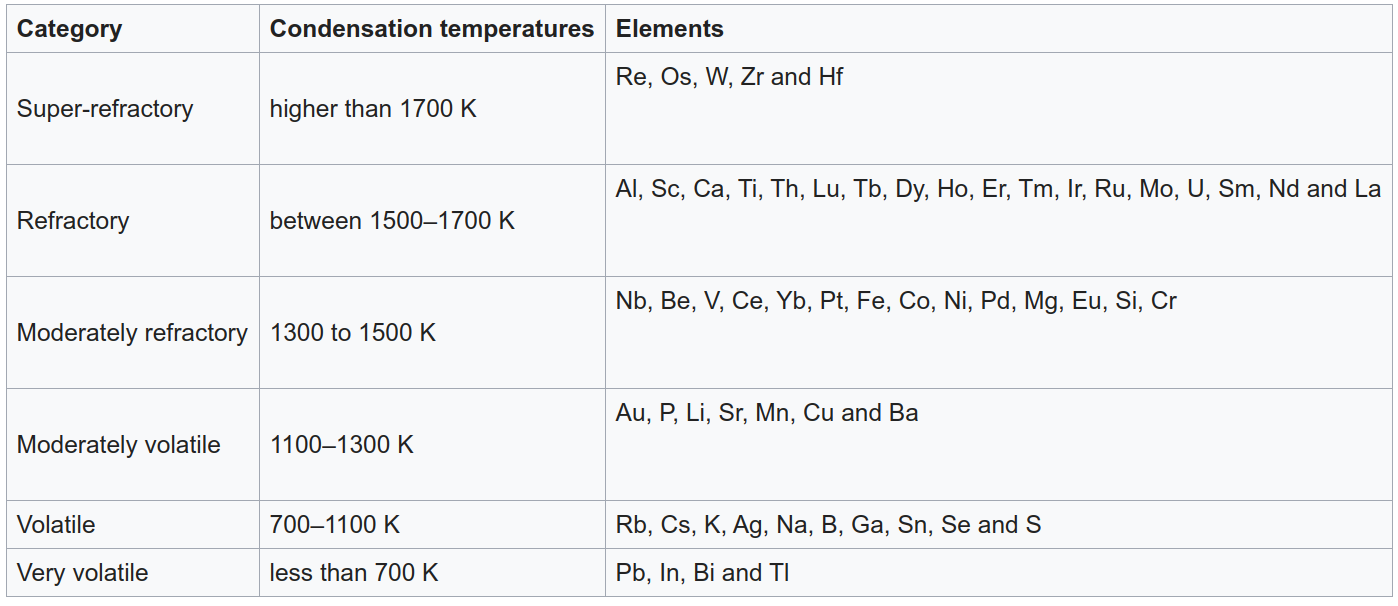 Category Condensation temperatures Elements
Super-refractory higher than 1700 K Re, Os, W, Zr and Hf
Refractory between 1500–1700 K Al, Sc, Ca, Ti, Th, Lu, Tb, Dy, Ho, Er, Tm, Ir, Ru, Mo, U, Sm, Nd and La
Moderately refractory 1300 to 1500 K Nb, Be, V, Ce, Yb, Pt, Fe, Co, Ni, Pd, Mg, Eu, Si, Cr
Moderately volatile 1100–1300 K Au, P, Li, Sr, Mn, Cu and Ba
Volatile 700–1100 K Rb, Cs, K, Ag, Na, B, Ga, Sn, Se and S
Very volatile less than 700 K Pb, In, Bi and Tl